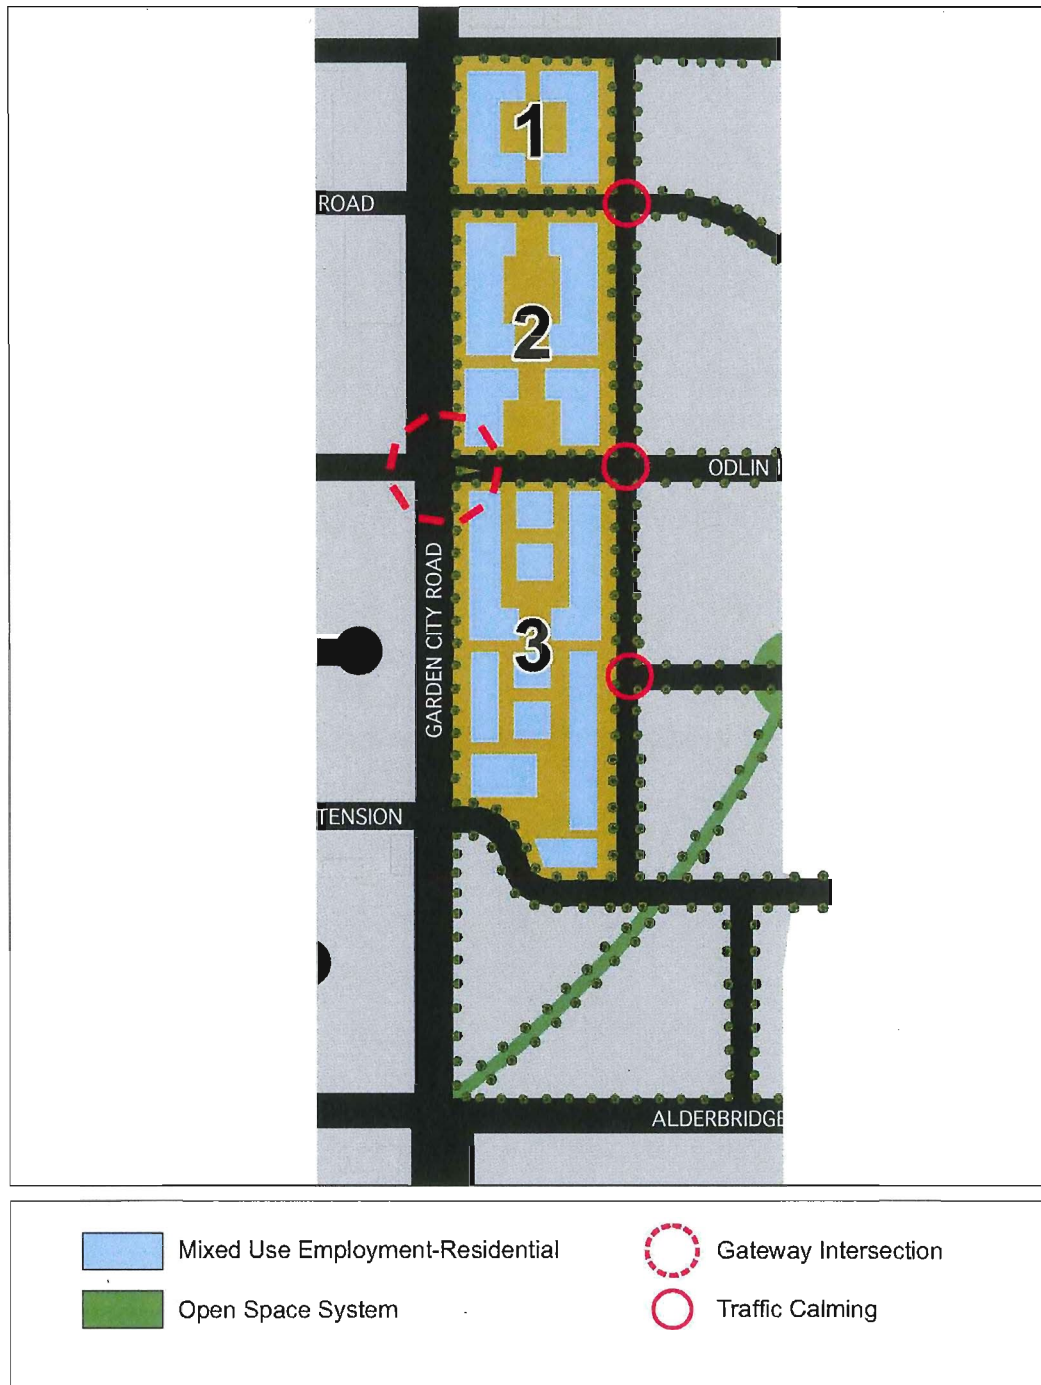 1
ROAD
2
ODLIN
GARDEN CITY ROAD
3
TENSION
ALDERBRIDGE
Mixed Use Employment-Residential
Gateway Intersection
Open Space System
Traffic Calming